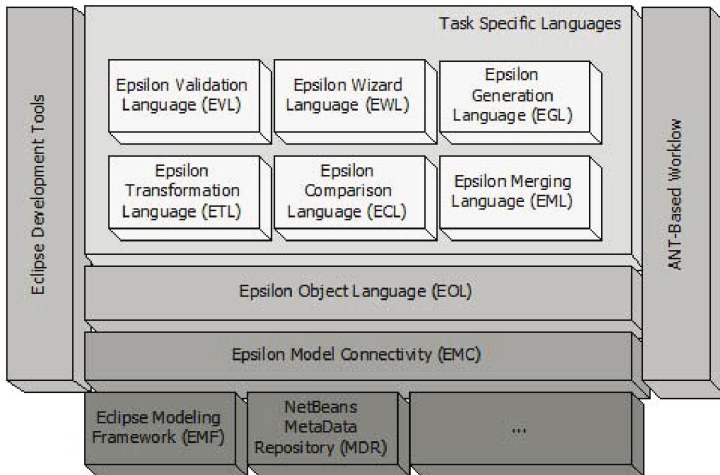 Task Specific Languages
Eclipse Development Tools
Epsilon Validation
Language (EVL)
Epsilon Wizard
Language (EWL)
Epsilon
Generation
Language (EGL)
Epsilon
Transformation
Language (ETL)
Epsilon
Comparison
Language (ECL)
Epsilon Merging
Language (EML)
ANT-Based Worklow
Epsilon Object Language (EOL)
Epsilon Model Connectivity (EMC)
Eclipse Modeling
Framework (EMF)
NetBeans
MetaData
Repository (MDR)
...